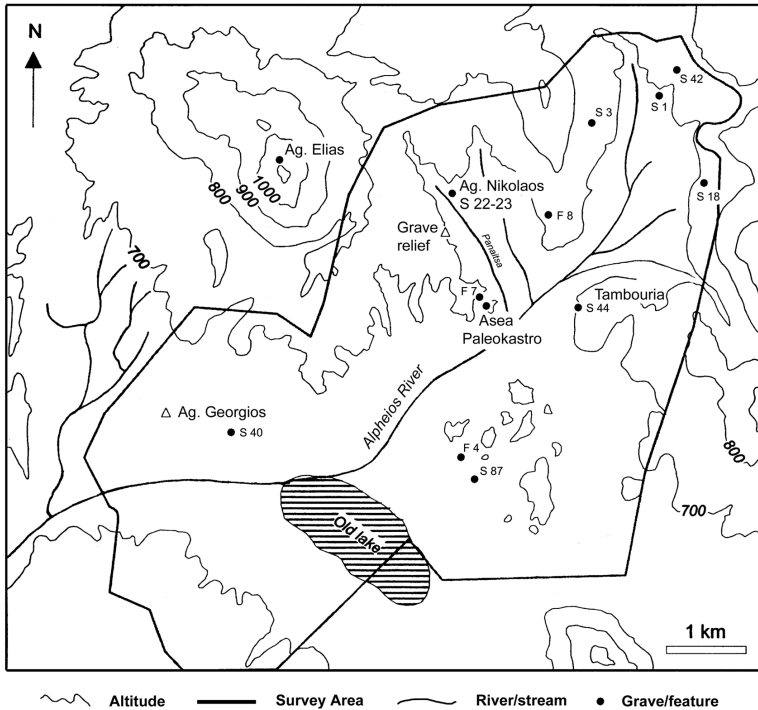 N
S 42
S 1
S 3
Ag. Elias
1000
900
800
Ag. Nikolaos
S 22-23
S 18
F 8
Grave
relief
Panaitsa
700
F 7
?
Tambouria
S 44
Asea
Paleokastro
Alpheios River
Ag. Georgios
S 40
F 4
S 87
800
700
Old lake
1 km
Altitude
Survey Area
River/stream
Grave/feature